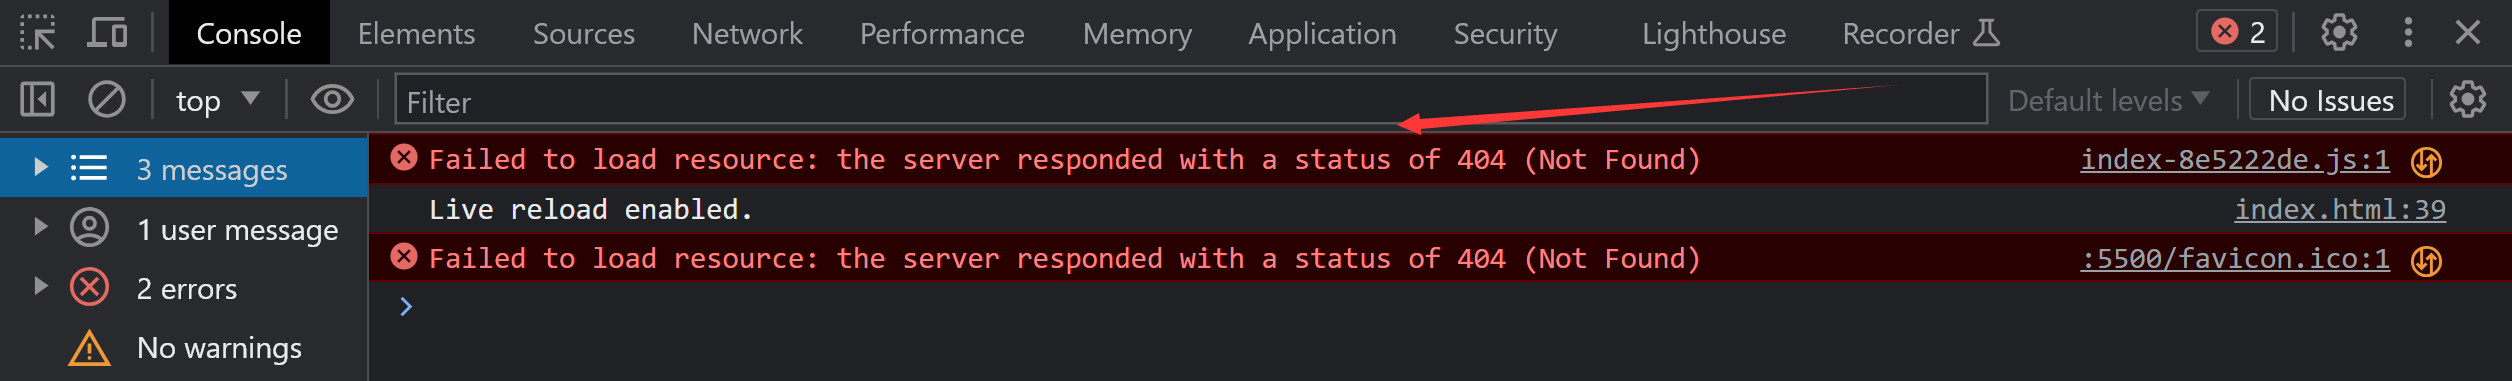 Console Elements Sources Network Performance Memory Application Security Lighthouse Recorder 2
top Filter Default levels No Issues
3 messages
1 user message
2 errors
No warnings
Failed to load resource: the server responded with a status of 404 (Not Found) index-8e5222de.js:1
Live reload enabled. index.html:39
Failed to load resource: the server responded with a status of 404 (Not Found) :5500/favicon.ico:1